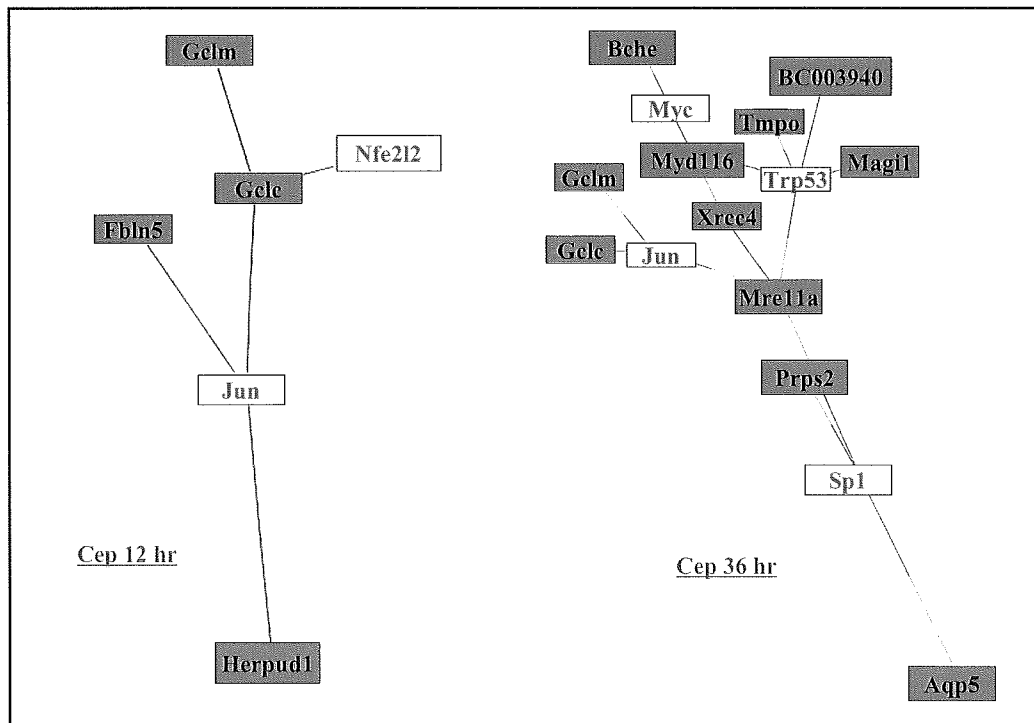 Gclm
Nfe2l2
Gclc
Fbln5
Jun
Cep 12 hr
Herpud1
Bche
BC003940
Myc
Tmpo
Myd116
Trp53
Magi1
Gclm
Xrcc4
Gclc
Jun
Mre11a
Prps2
Sp1
Cep 36 hr
Aqp5